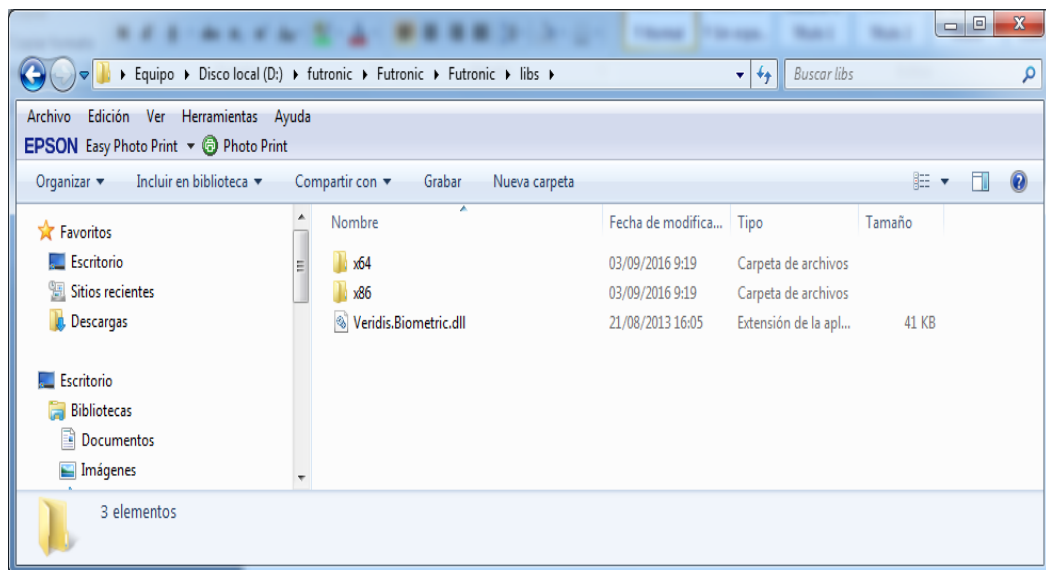 Equipo Disco local (D:) futronic Futronic Futronic libs
Buscar libs
Archivo Edición Ver Herramientas Ayuda
EPSON Easy Photo Print Photo Print
Organizar Incluir en biblioteca Compartir con Grabar Nueva carpeta
Favoritos
Escritorio
Sitios recientes
Descargas
Escritorio
Bibliotecas
Documentos
Imágenes
Nombre Fecha de modifica... Tipo Tamaño
x64 03/09/2016 9:19 Carpeta de archivos
x86 03/09/2016 9:19 Carpeta de archivos
Veridis.Biometric.dll 21/08/2013 16:05 Extensión de la apl... 41 KB
3 elementos